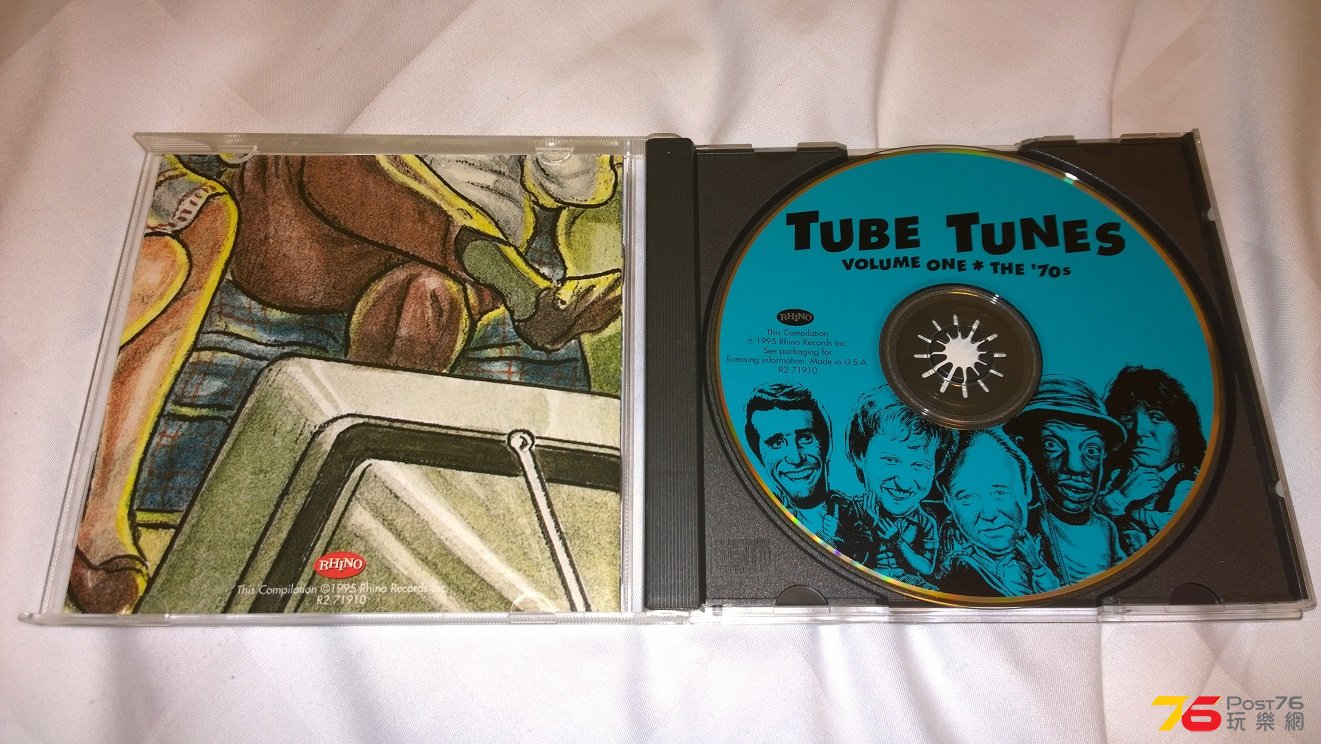 RHINO
This Compilation ©1995 Rhino Records Inc.
R2 71910
TUBE TUNES
VOLUME ONE * THE '70s
RHINO
This Compilation
℗ 1995 Rhino Records Inc.
See packaging for
licensing information. Made in U.S.A.
R2 71910
76 POST76
玩樂網